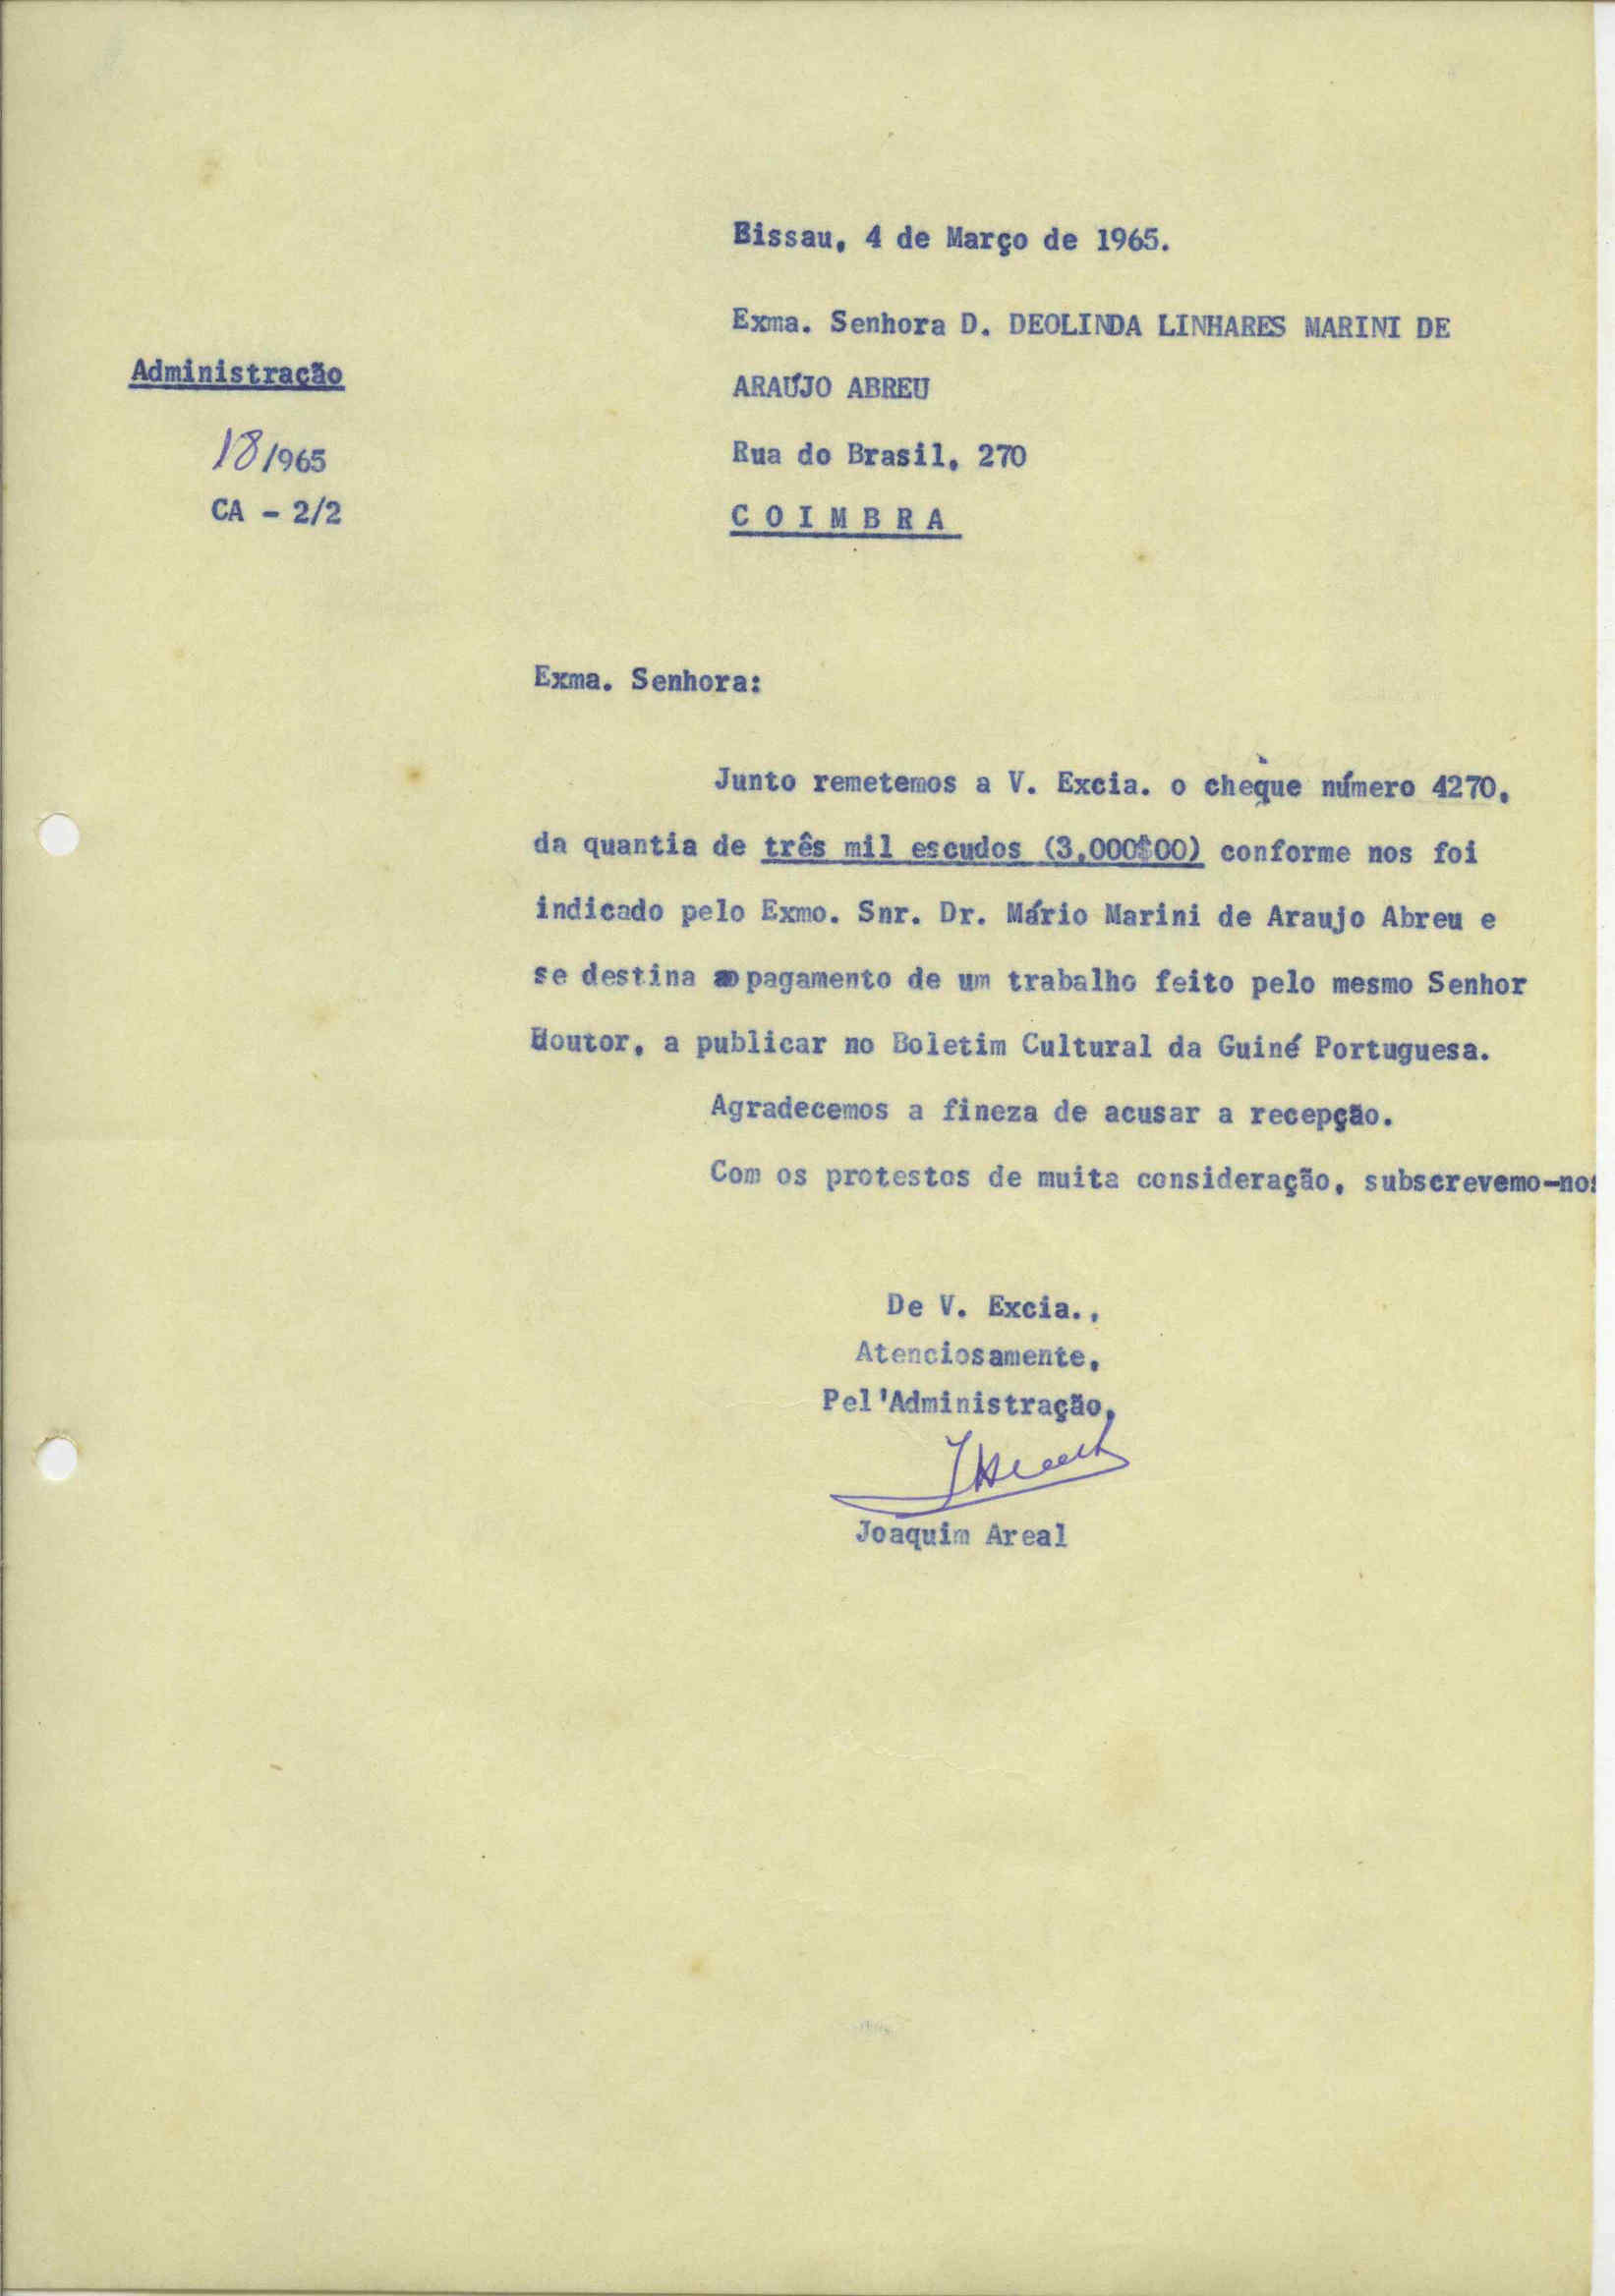 Bissau, 4 de Março de 1965.
Exma. Senhora D. DEOLINDA LINHARES MARINI DE
ARAÚJO ABREU
Rua do Brasil, 270
COIMBRA
Administração
18/965
CA - 2/2
Exma. Senhora:
Junto remetemos a V. Excia. o cheque número 4270,
da quantia de três mil escudos (3.000$00) conforme nos foi
indicado pelo Exmo. Snr. Dr. Mário Marini de Araujo Abreu e
se destina ao pagamento de um trabalho feito pelo mesmo Senhor
Doutor, a publicar no Boletim Cultural da Guiné Portuguesa.
Agradecemos a fineza de acusar a recepção.
Com os protestos de muita consideração, subscrevemo-nos
De V. Excia.,
Atenciosamente,
Pel'Administração,
Joaquim Areal